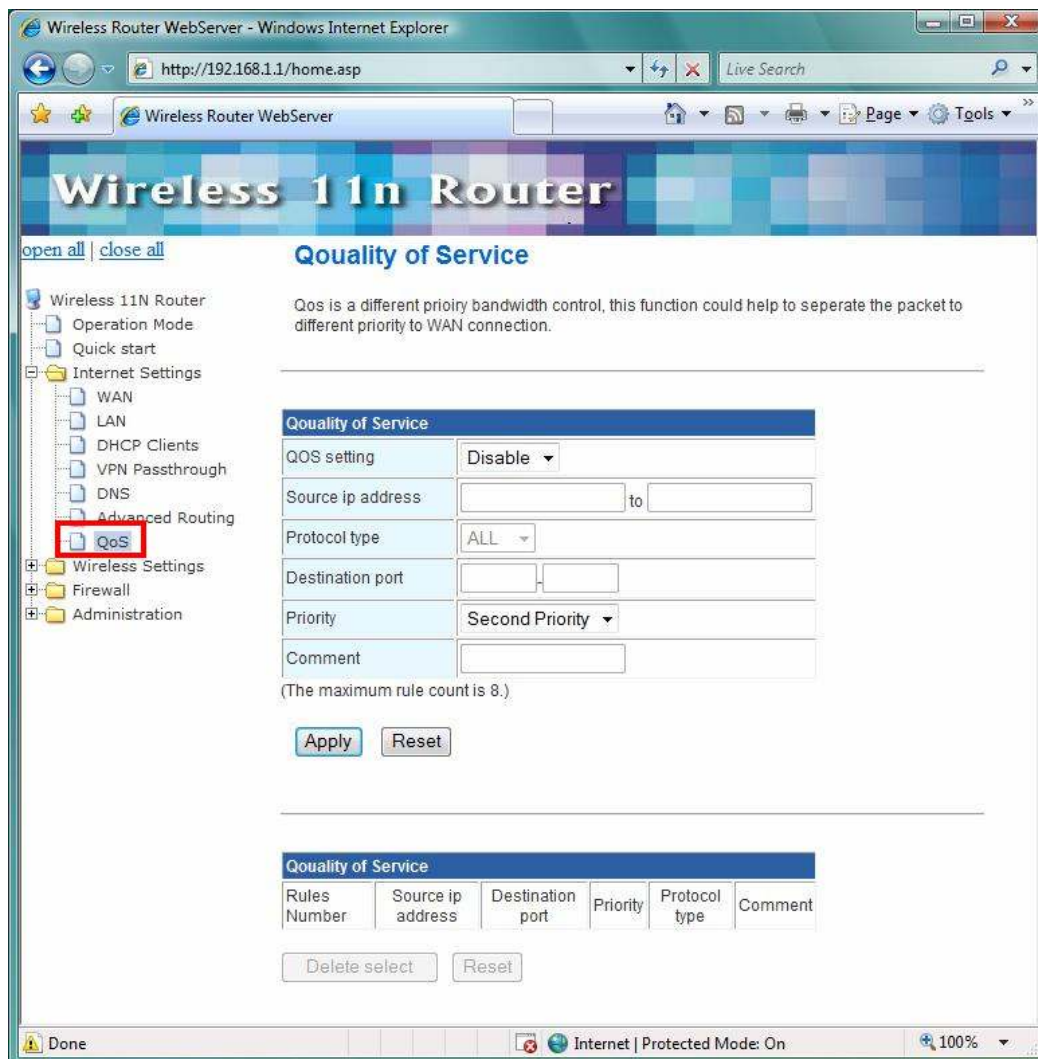 Wireless Router WebServer - Windows Internet Explorer
http://192.168.1.1/home.asp
Live Search
Wireless Router WebServer
Page
Tools
Wireless 11n Router
open all | close all
Wireless 11N Router
Operation Mode
Quick start
Internet Settings
WAN
LAN
DHCP Clients
VPN Passthrough
DNS
Advanced Routing
QoS
Wireless Settings
Firewall
Administration
Qouality of Service
Qos is a different prioiry bandwidth control, this function could help to seperate the packet to
different priority to WAN connection.
Qouality of Service
QOS setting Disable
Source ip address to
Protocol type ALL
Destination port -
Priority Second Priority
Comment
(The maximum rule count is 8.)
Apply Reset
Qouality of Service
Rules Number Source ip address Destination port Priority Protocol type Comment
Delete select Reset
Done
Internet | Protected Mode: On
100%